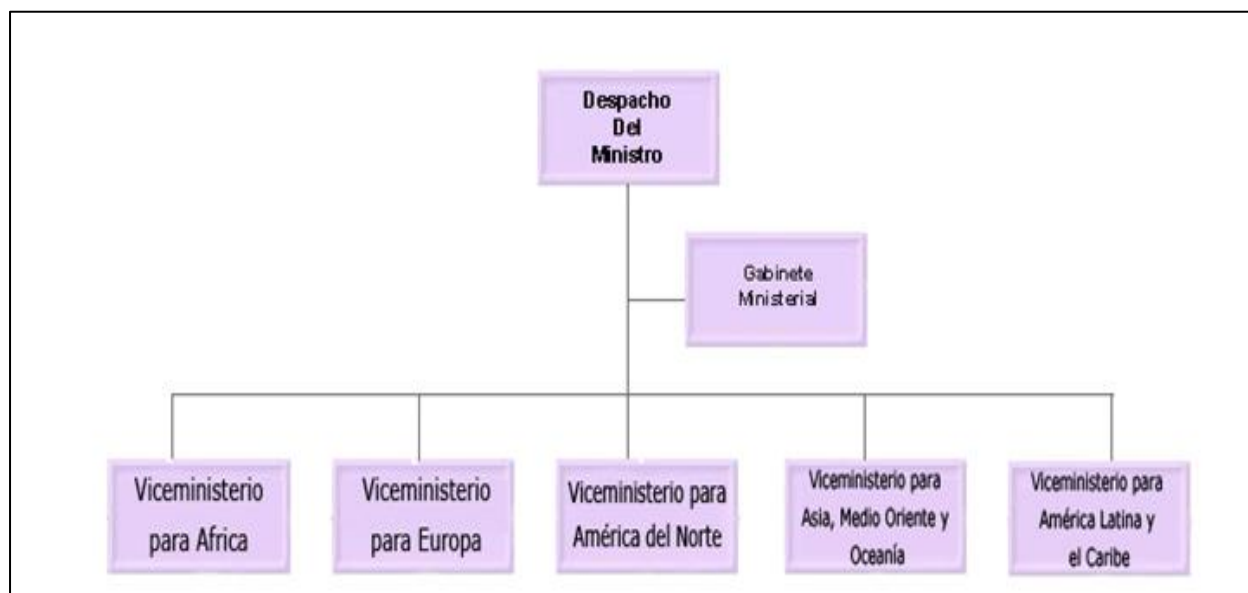 Despacho
Del
Ministro
Gabinete
Ministerial
Viceministerio
para Africa
Viceministerio
para Europa
Viceministerio para
América del Norte
Viceministerio para
Asia, Medio Oriente y
Oceanía
Viceministerio para
América Latina y
el Caribe